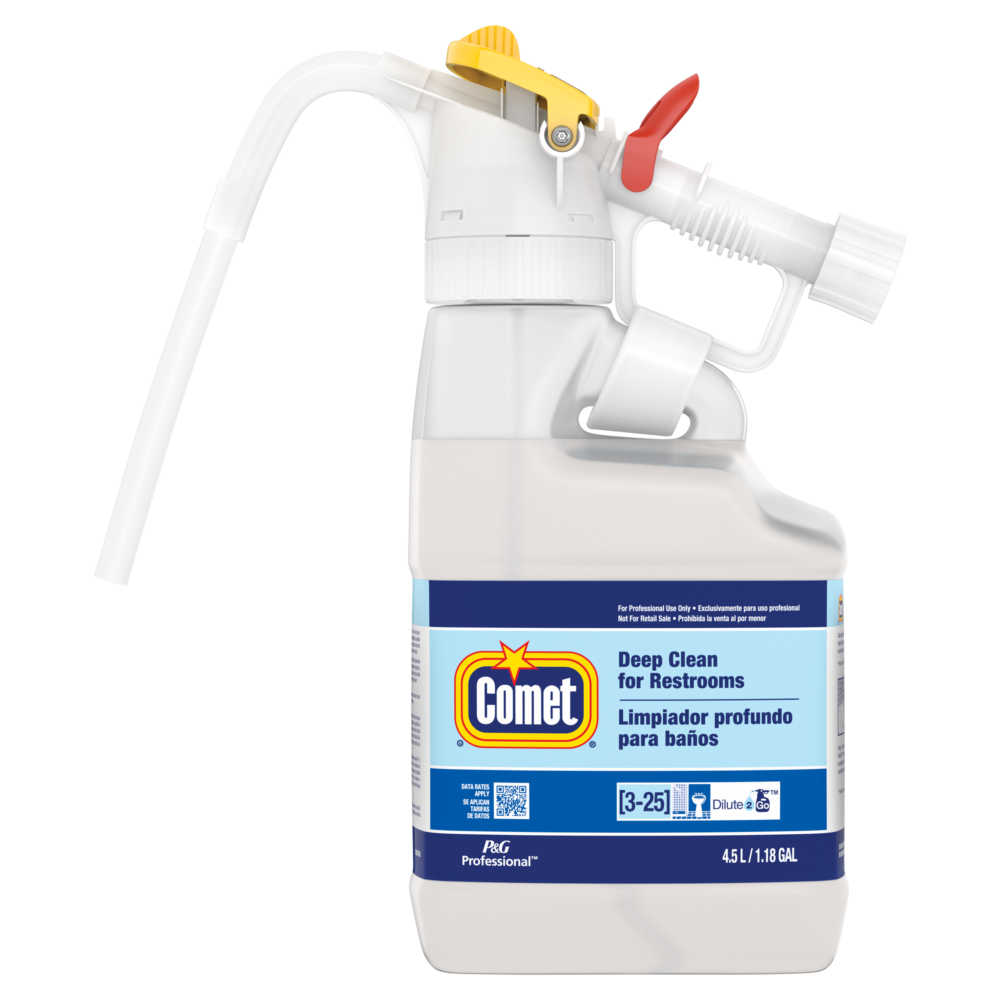 For Professional Use Only • Exclusivamente para uso profesional
Not For Retail Sale • Prohibida la venta al por menor
Comet
Deep Clean
for Restrooms
Limpiador profundo
para baños
U
®
DATA RATES
APPLY
SE APLICAN
TARIFAS
DE DATOS
[3-25]
Dilute 2 Go™
P&G
Professional™
4.5 L / 1.18 GAL